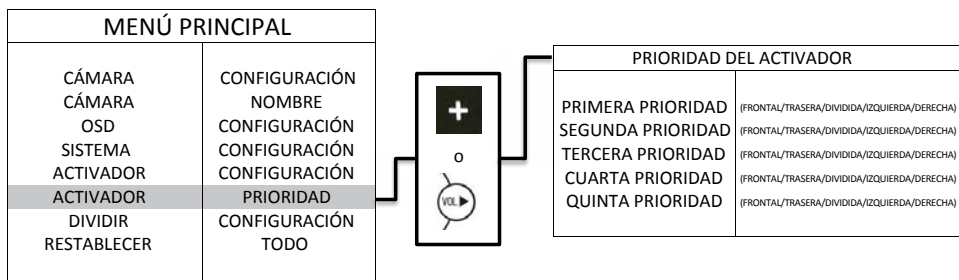 MENÚ PRINCIPAL
CÁMARA CONFIGURACIÓN
CÁMARA NOMBRE
OSD CONFIGURACIÓN
SISTEMA CONFIGURACIÓN
ACTIVADOR CONFIGURACIÓN
ACTIVADOR PRIORIDAD
DIVIDIR CONFIGURACIÓN
RESTABLECER TODO
+
o
VOL
PRIORIDAD DEL ACTIVADOR
PRIMERA PRIORIDAD (FRONTAL/TRASERA/DIVIDIDA/IZQUIERDA/DERECHA)
SEGUNDA PRIORIDAD (FRONTAL/TRASERA/DIVIDIDA/IZQUIERDA/DERECHA)
TERCERA PRIORIDAD (FRONTAL/TRASERA/DIVIDIDA/IZQUIERDA/DERECHA)
CUARTA PRIORIDAD (FRONTAL/TRASERA/DIVIDIDA/IZQUIERDA/DERECHA)
QUINTA PRIORIDAD (FRONTAL/TRASERA/DIVIDIDA/IZQUIERDA/DERECHA)